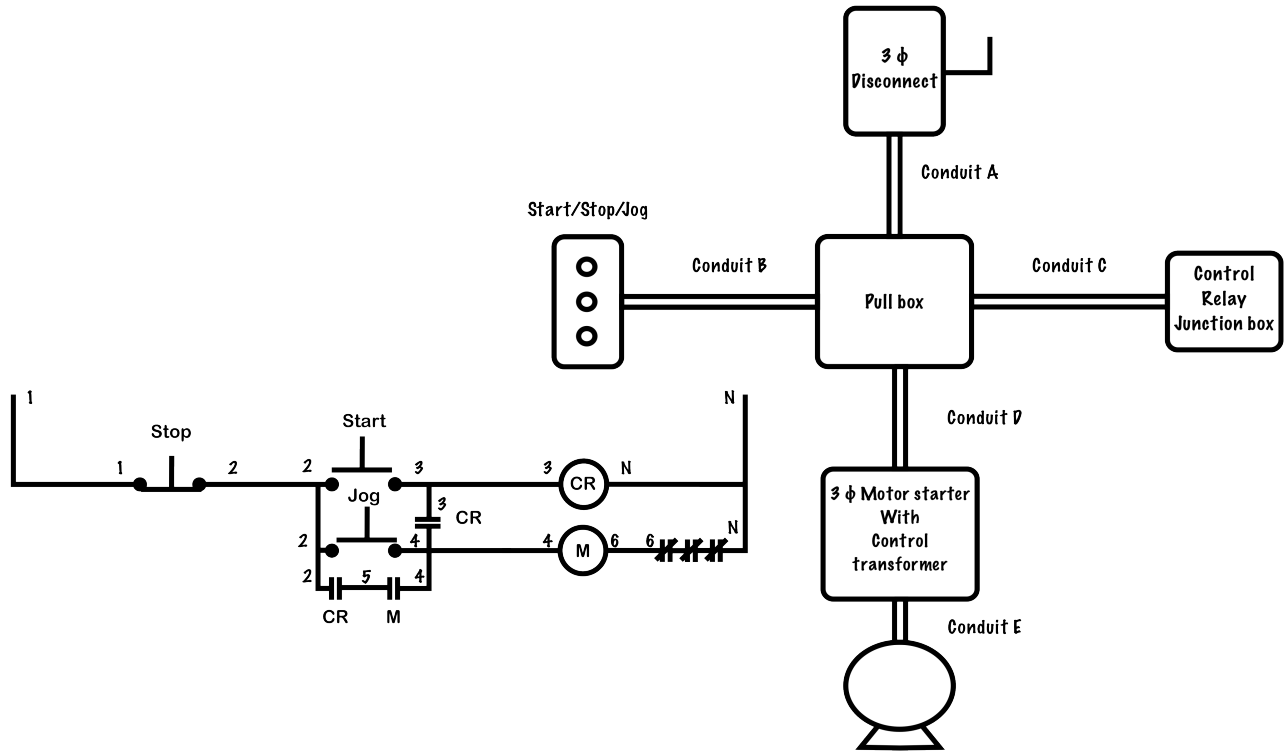 3 ϕ
Disconnect
Conduit A
Start/Stop/Jog
Conduit B
Conduit C
Pull box
Control
Relay
Junction box
Conduit D
3 ϕ Motor starter
With
Control
transformer
Conduit E
1
N
Stop
Start
1
2
2
3
3
CR
N
Jog
3
CR
2
4
4
M
6
6
N
2
5
4
CR
M